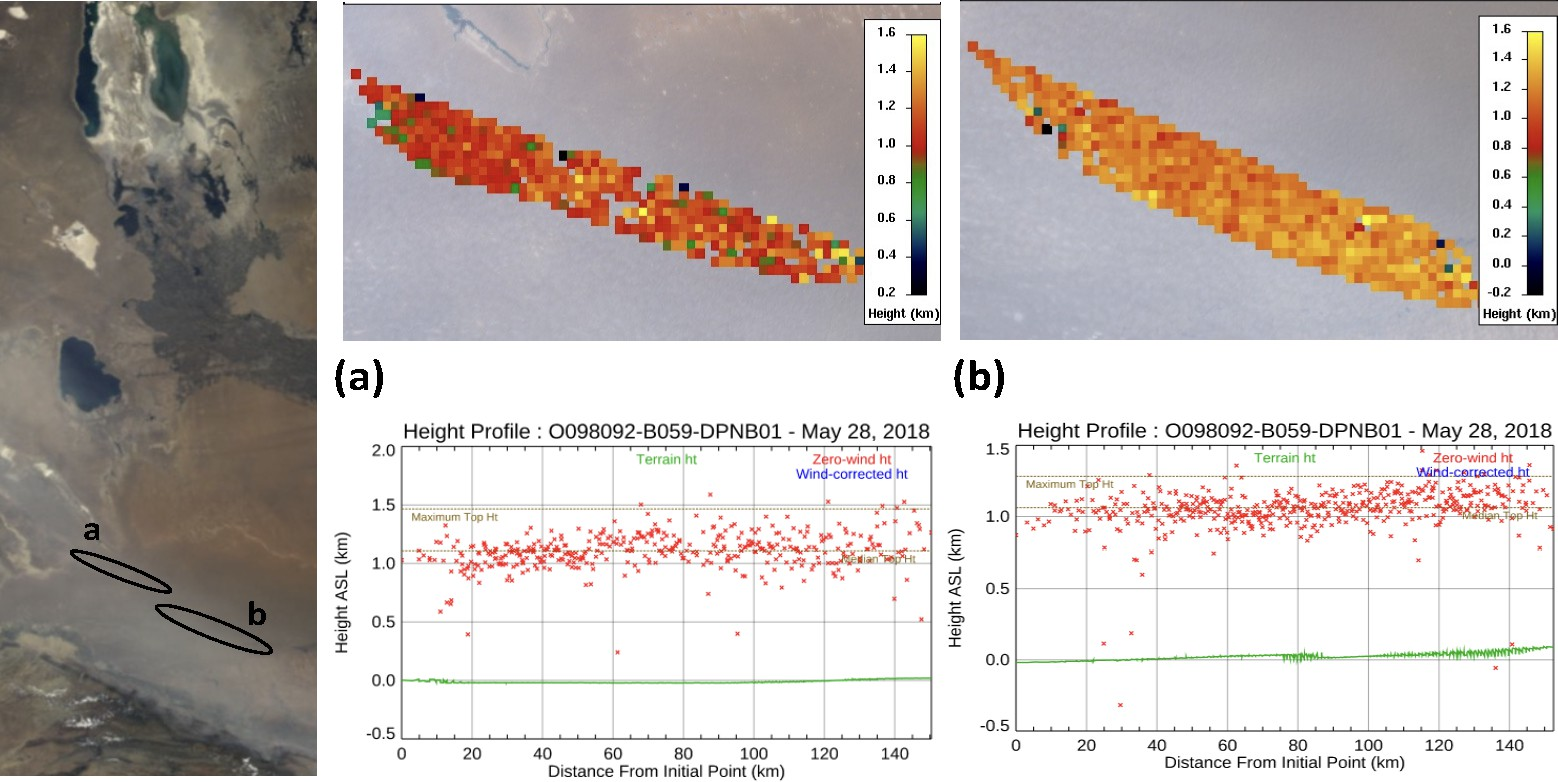 a
b
1.6
1.4
1.2
1.0
0.8
0.6
0.4
0.2
Height (km)
1.6
1.4
1.2
1.0
0.8
0.6
0.4
0.2
0.0
-0.2
Height (km)
(a)
(b)
Height Profile : O098092-B059-DPNB01 - May 28, 2018
Terrain ht
Zero-wind ht
Wind-corrected ht
Maximum Top Ht
Median Top Ht
Height ASL (km)
2.0
1.5
1.0
0.5
0.0
-0.5
0 20 40 60 80 100 120 140
Distance From Initial Point (km)
Height Profile : O098092-B059-DPNB01 - May 28, 2018
Terrain ht
Zero-wind ht
Wind-corrected ht
Maximum Top Ht
Median Top Ht
Height ASL (km)
1.5
1.0
0.5
0.0
-0.5
0 20 40 60 80 100 120 140
Distance From Initial Point (km)